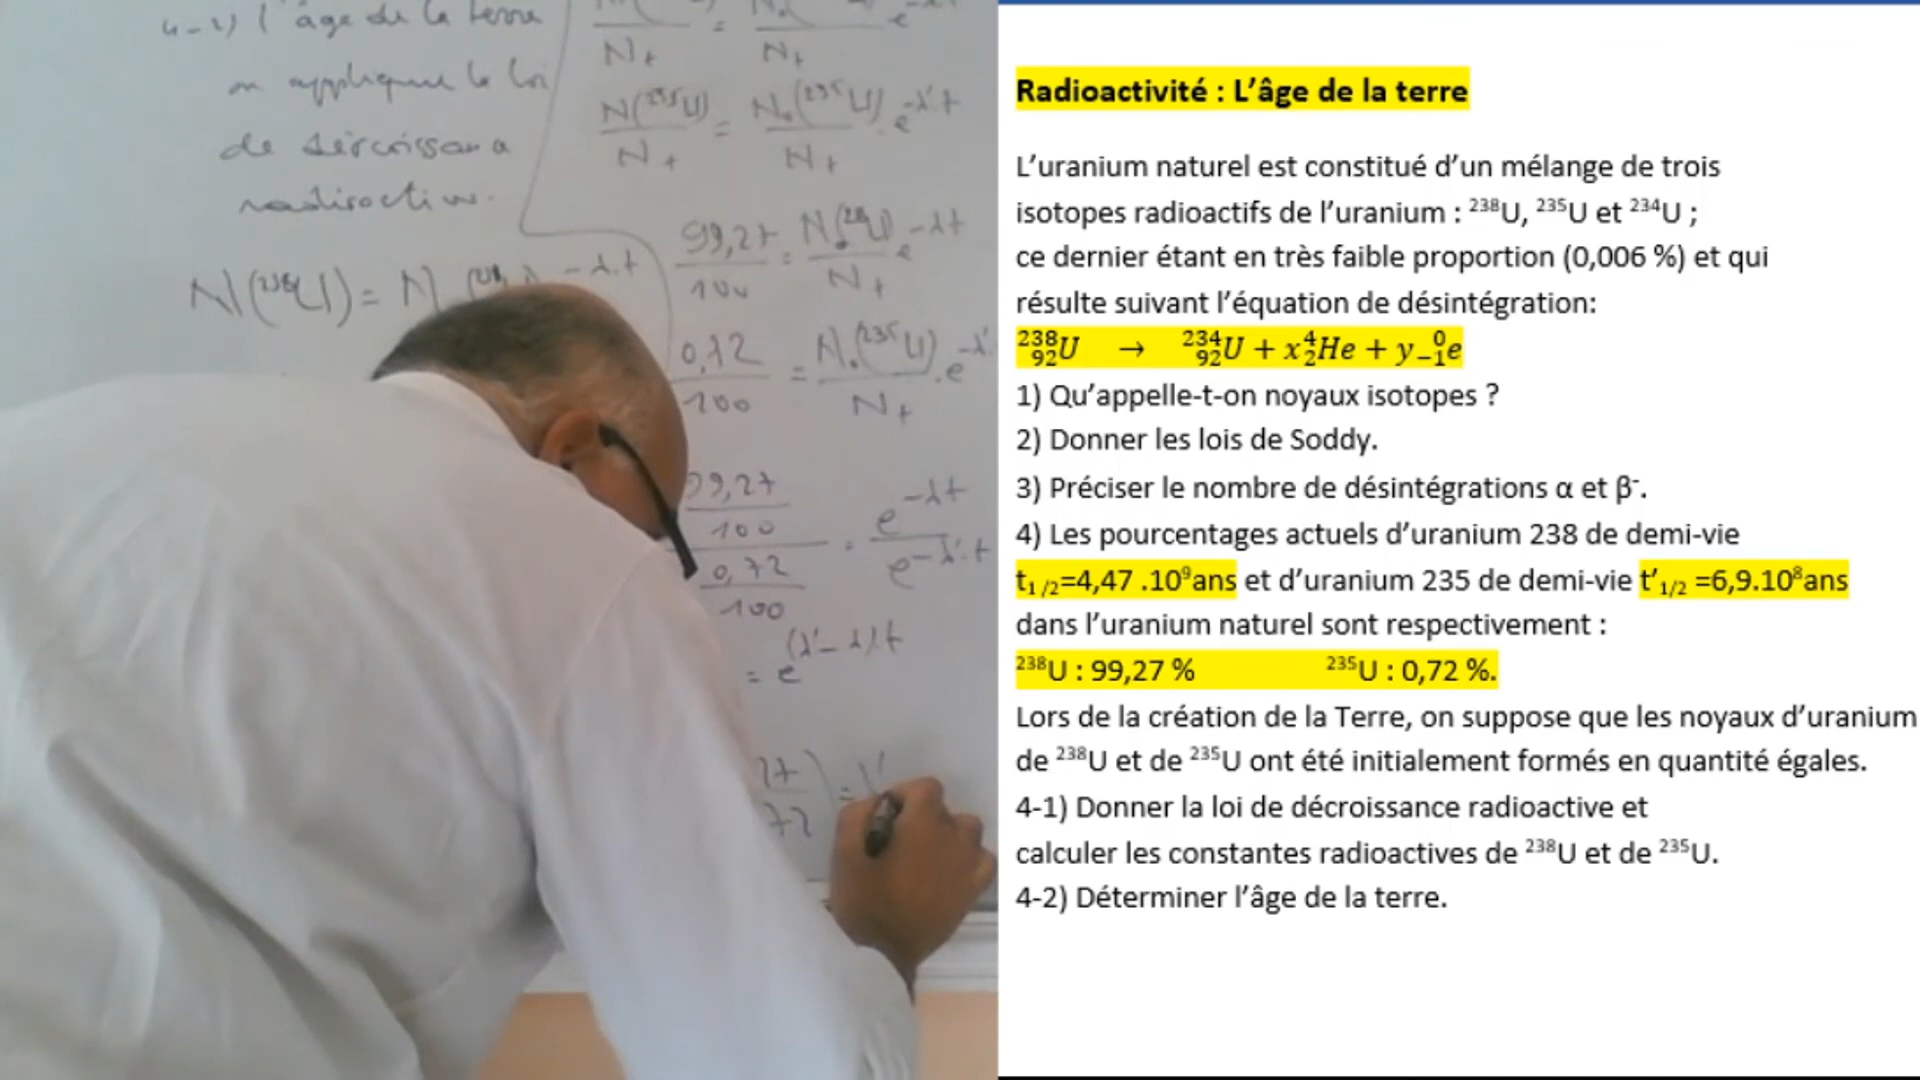 4-2) l'âge de la terre
on applique la loi
de décroissance
radioactive.
N(²³⁸U) = N
e^-λ.t
N_t = N_t
N(²³⁵U)/N_t = N₀(²³⁵U)/N_t . e^-λ'.t
99,27/100 = N₀(²³⁸U)/N_t e^-λt
0,72/100 = N₀(²³⁵U)/N_t . e^-λ'
99,27/100 / 0,72/100 = e^-λt / e^-λ'.t
= e^(λ'-λ).t
27/72) = λ'
Radioactivité : L'âge de la terre
L'uranium naturel est constitué d'un mélange de trois
isotopes radioactifs de l'uranium : ²³⁸U, ²³⁵U et ²³⁴U ;
ce dernier étant en très faible proportion (0,006 %) et qui
résulte suivant l'équation de désintégration:
²³⁸₉₂U → ²³⁴₉₂U + x⁴₂He + y⁰₋₁e
1) Qu'appelle-t-on noyaux isotopes ?
2) Donner les lois de Soddy.
3) Préciser le nombre de désintégrations α et β⁻.
4) Les pourcentages actuels d'uranium 238 de demi-vie
t₁/₂=4,47 .10⁹ans et d'uranium 235 de demi-vie t'₁/₂ =6,9.10⁸ans
dans l'uranium naturel sont respectivement :
²³⁸U : 99,27 % ²³⁵U : 0,72 %.
Lors de la création de la Terre, on suppose que les noyaux d'uranium
de ²³⁸U et de ²³⁵U ont été initialement formés en quantité égales.
4-1) Donner la loi de décroissance radioactive et
calculer les constantes radioactives de ²³⁸U et de ²³⁵U.
4-2) Déterminer l'âge de la terre.